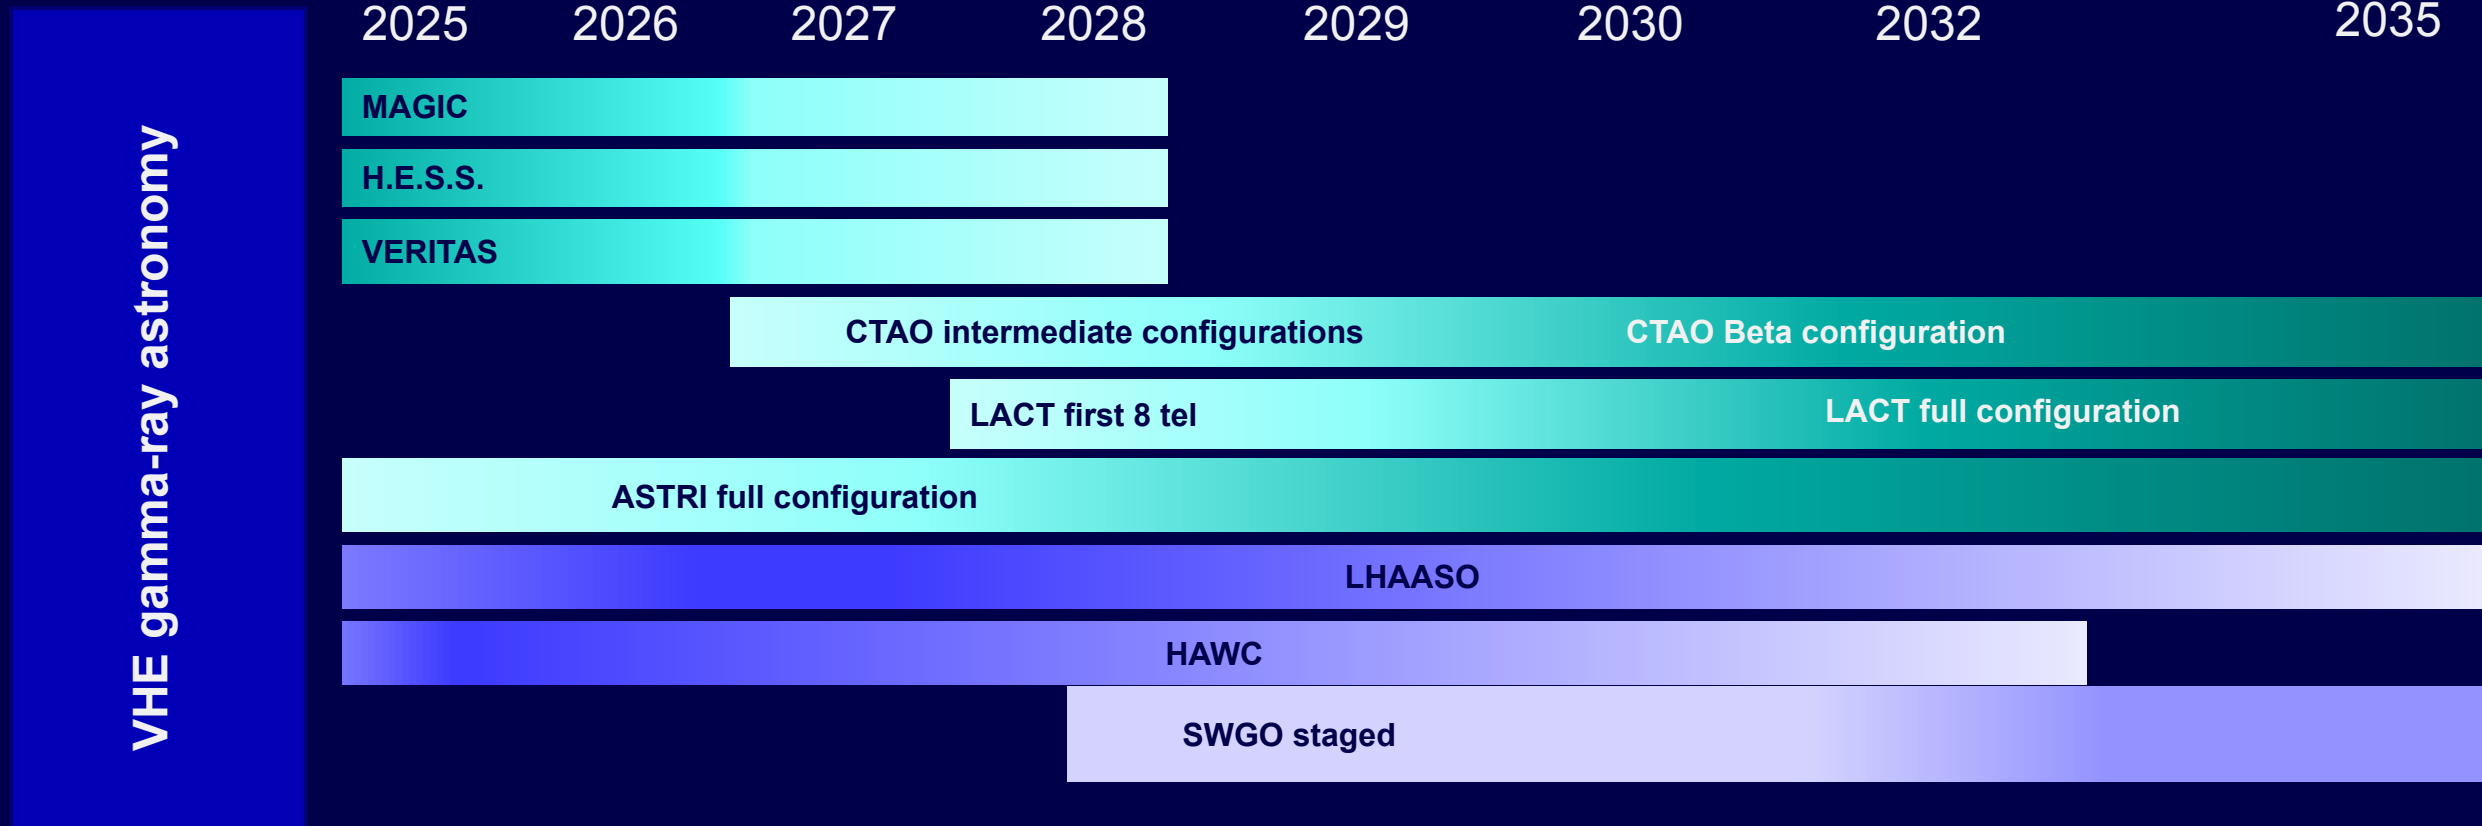 2025 2026 2027 2028 2029 2030 2032 2035
VHE gamma-ray astronomy
MAGIC
H.E.S.S.
VERITAS
CTAO intermediate configurations CTAO Beta configuration
LACT first 8 tel LACT full configuration
ASTRI full configuration
LHAASO
HAWC
SWGO staged